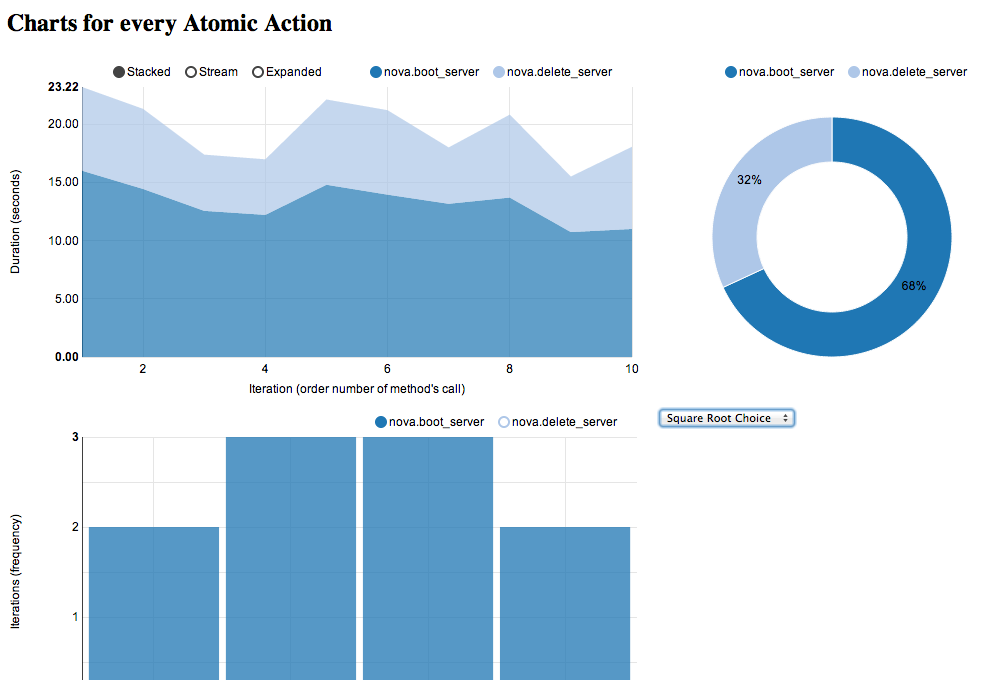 Charts for every Atomic Action
Stacked Stream Expanded nova.boot_server nova.delete_server
23.22
20.00
15.00
10.00
5.00
0.00
Duration (seconds)
2 4 6 8 10
Iteration (order number of method's call)
nova.boot_server nova.delete_server
32%
68%
Square Root Choice
nova.boot_server nova.delete_server
3
2
1
Iterations (frequency)